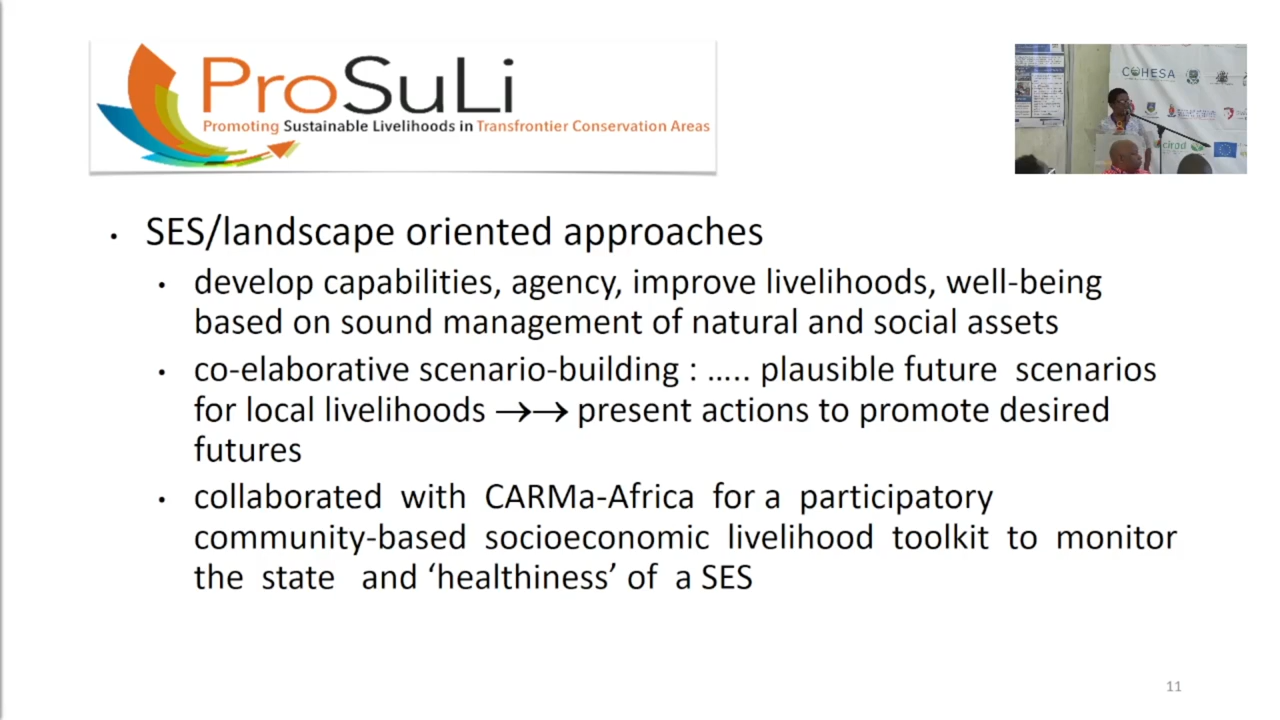 ProSuLi
Promoting Sustainable Livelihoods in Transfrontier Conservation Areas
COHESA
cirad
• SES/landscape oriented approaches
• develop capabilities, agency, improve livelihoods, well-being
based on sound management of natural and social assets
• co-elaborative scenario-building : ….. plausible future scenarios
for local livelihoods →→ present actions to promote desired
futures
• collaborated with CARMa-Africa for a participatory
community-based socioeconomic livelihood toolkit to monitor
the state and ‘healthiness’ of a SES
11